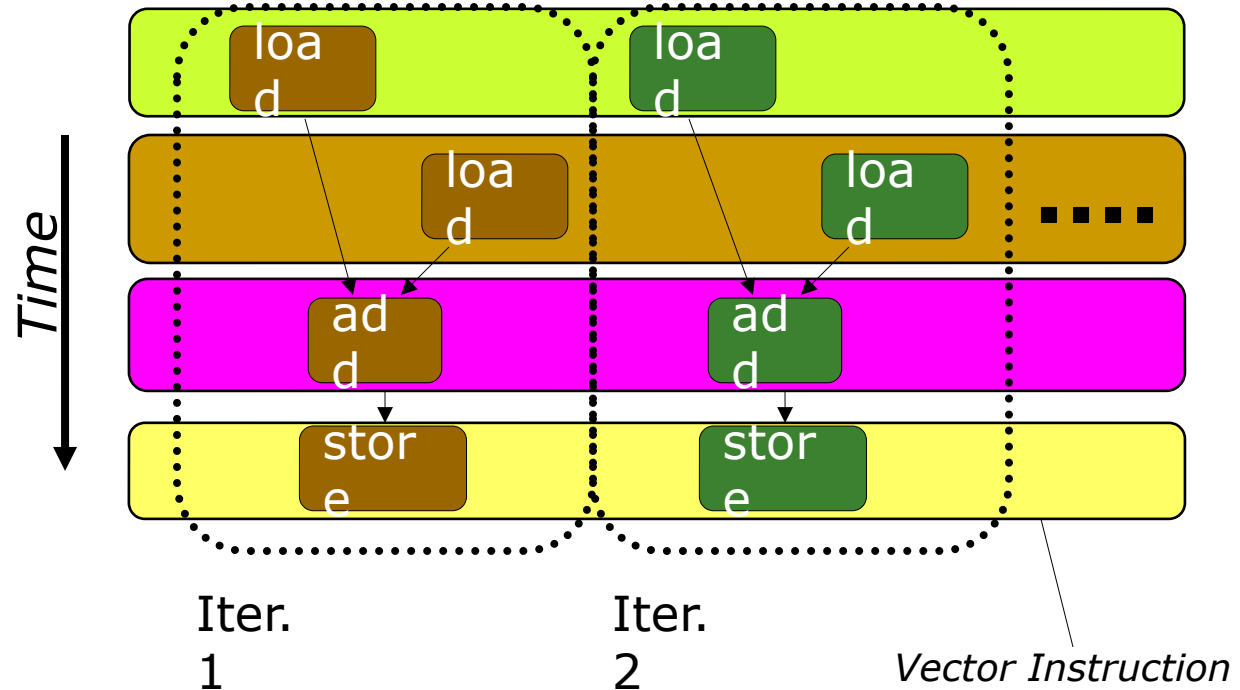 loa
d
loa
d
loa
d
loa
d
Time
ad
d
ad
d
stor
e
stor
e
Iter.
1
Iter.
2
Vector Instruction